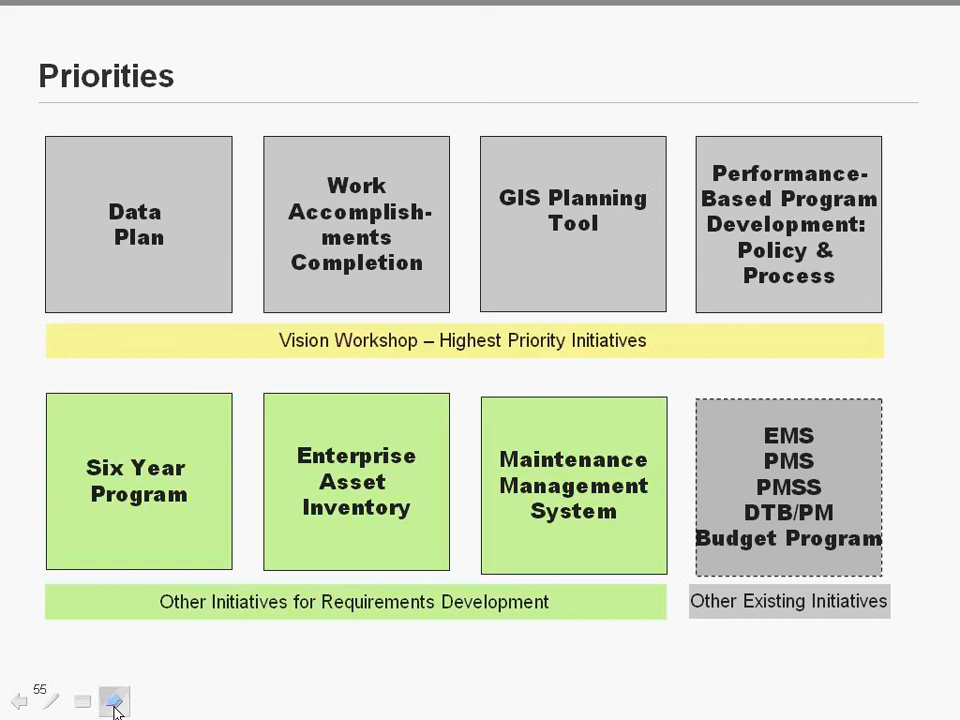 Priorities
Data
Plan
Work
Accomplish-
ments
Completion
GIS Planning
Tool
Performance-
Based Program
Development:
Policy &
Process
Vision Workshop – Highest Priority Initiatives
Six Year
Program
Enterprise
Asset
Inventory
Maintenance
Management
System
EMS
PMS
PMSS
DTB/PM
Budget Program
Other Initiatives for Requirements Development
Other Existing Initiatives
55